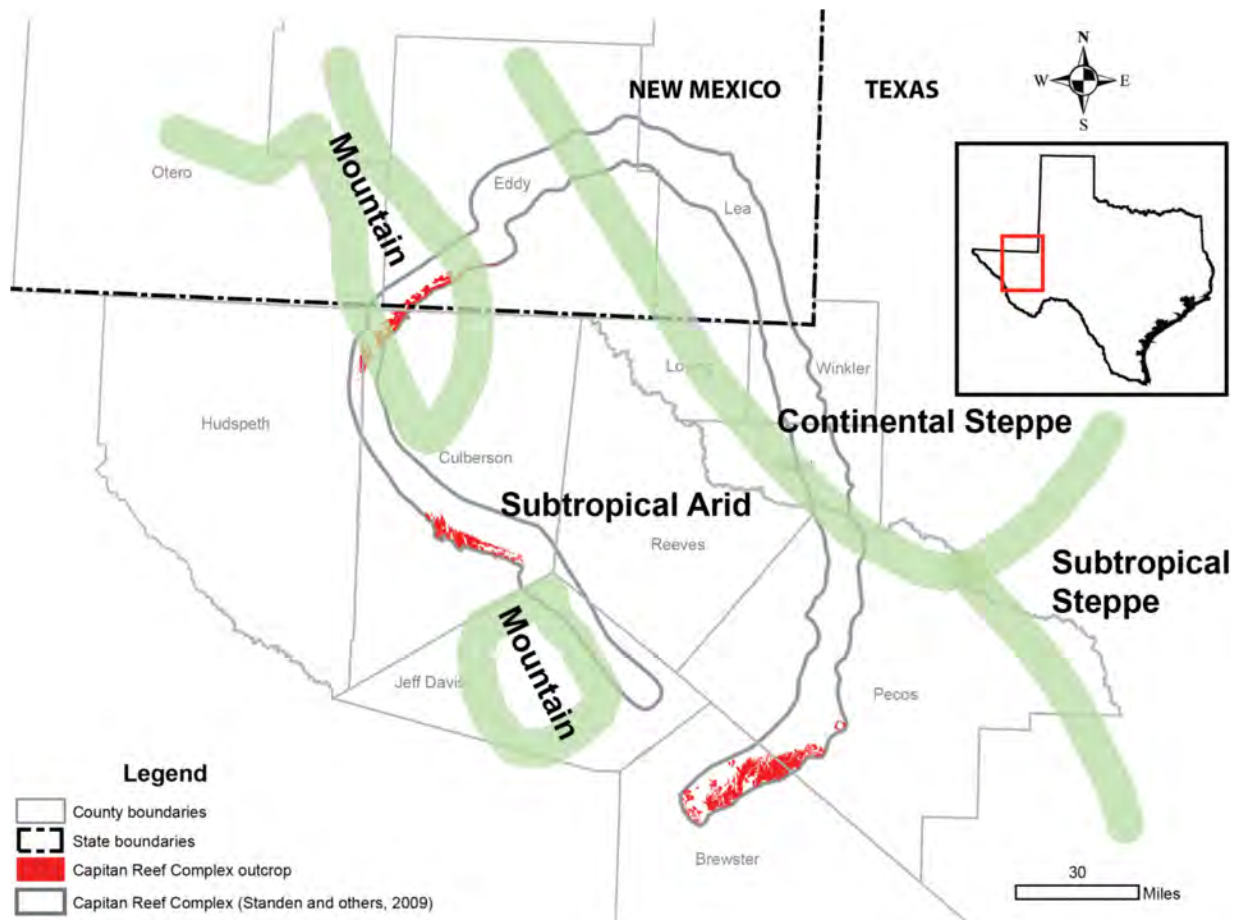 N
W E
S
NEW MEXICO TEXAS
Otero
Mountain
Eddy
Lea
Winkler
Hudspeth
Culberson
Continental Steppe
Subtropical Arid
Reeves
Subtropical
Steppe
Mountain
Jeff Davis
Pecos
Brewster
Legend
County boundaries
State boundaries
Capitan Reef Complex outcrop
Capitan Reef Complex (Standen and others, 2009)
30
Miles